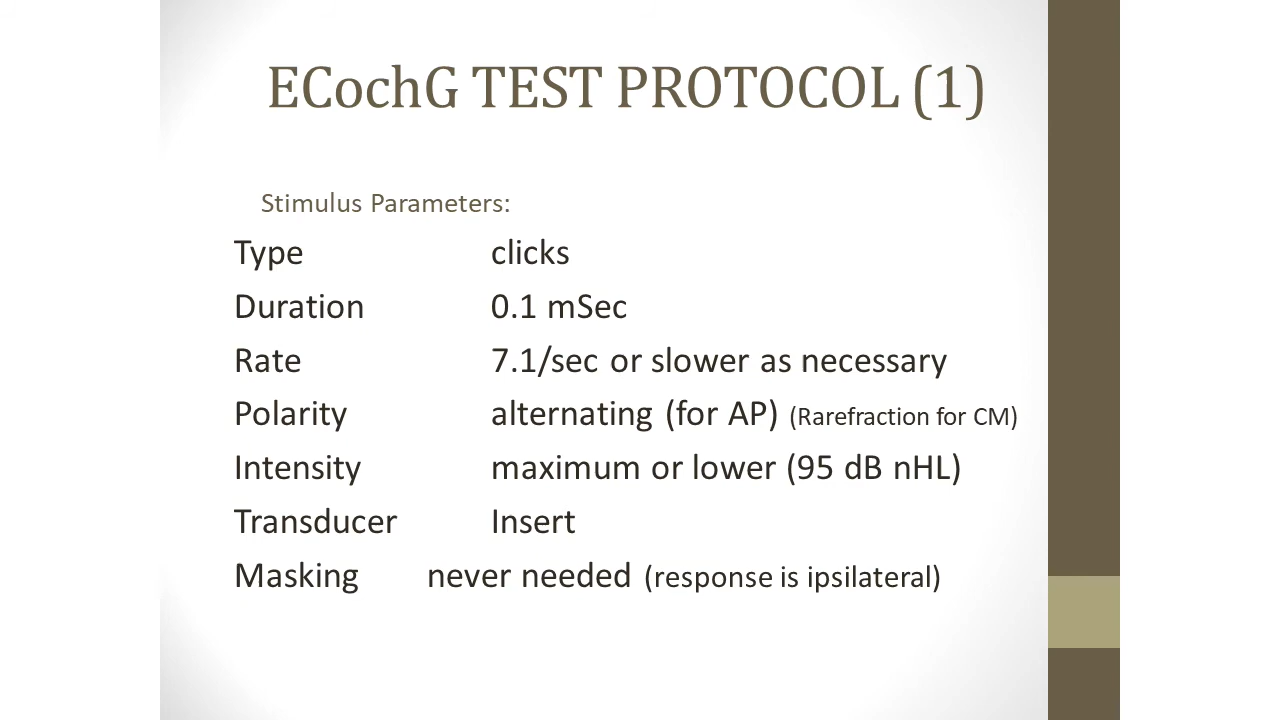 ECochG TEST PROTOCOL (1)
Stimulus Parameters:
Type clicks
Duration 0.1 mSec
Rate 7.1/sec or slower as necessary
Polarity alternating (for AP) (Rarefraction for CM)
Intensity maximum or lower (95 dB nHL)
Transducer Insert
Masking never needed (response is ipsilateral)